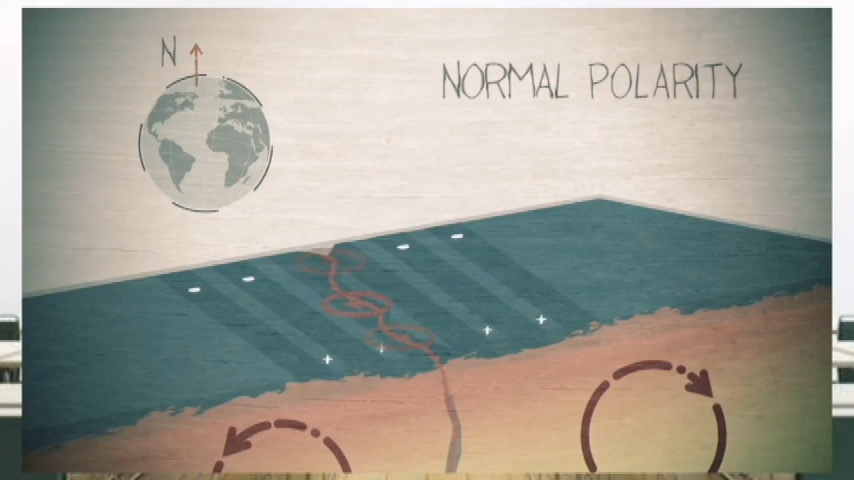 N
NORMAL POLARITY
- -
- -
+ +
+ +